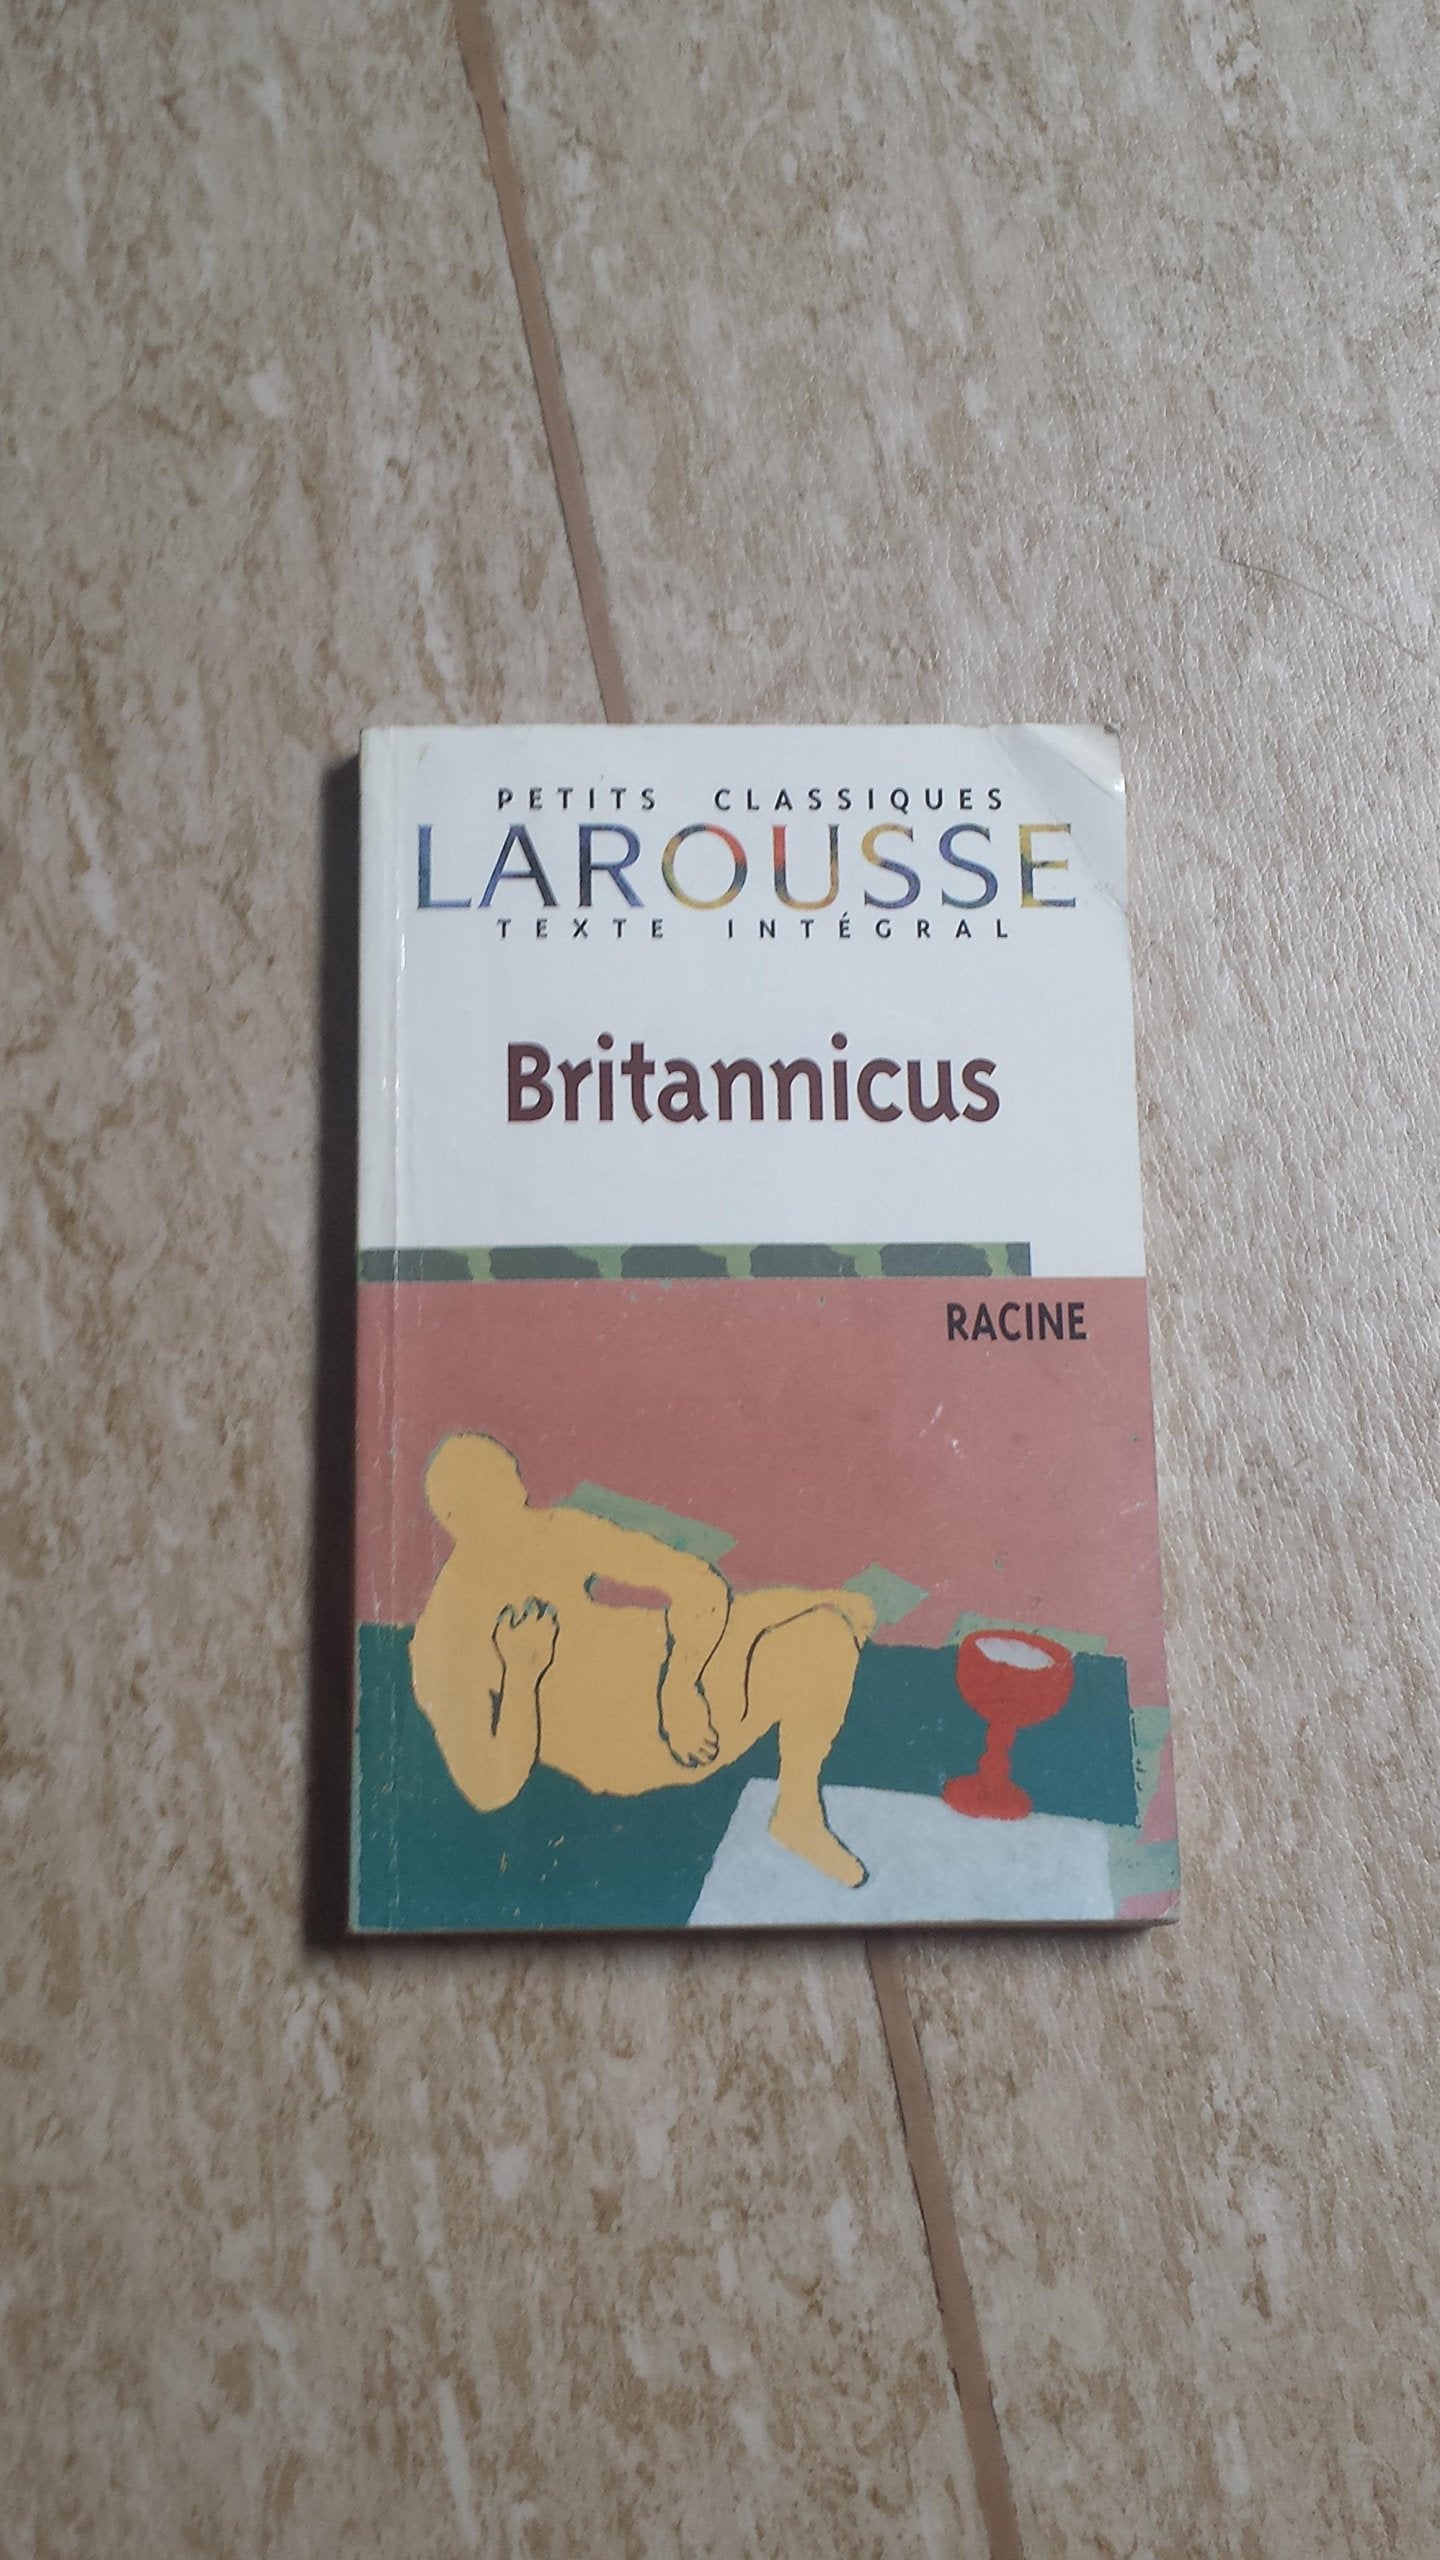 PETITS CLASSIQUES
LAROUSSE
TEXTE INTÉGRAL
Britannicus
RACINE